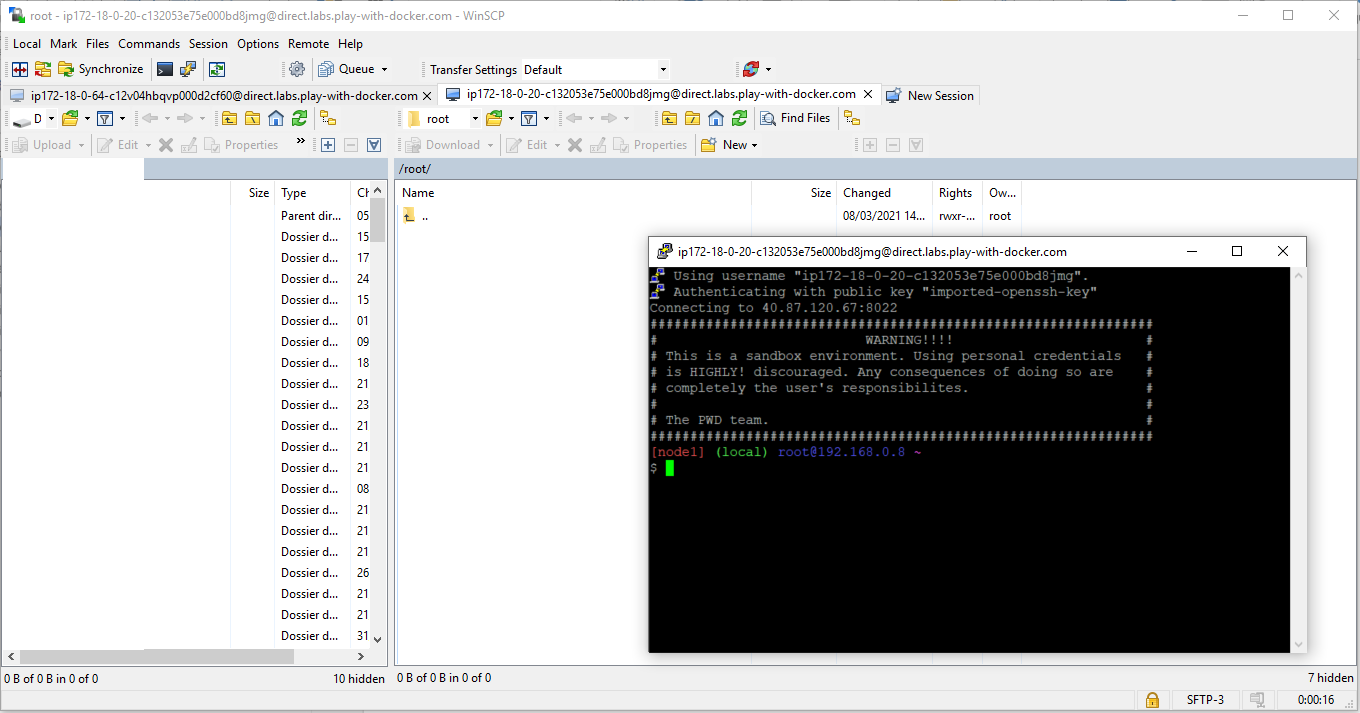 root - ip172-18-0-20-c132053e75e000bd8jmg@direct.labs.play-with-docker.com - WinSCP
Local Mark Files Commands Session Options Remote Help
Synchronize Queue Transfer Settings Default
ip172-18-0-64-c12v04hbqvp000d2cf60@direct.labs.play-with-docker.com ip172-18-0-20-c132053e75e000bd8jmg@direct.labs.play-with-docker.com New Session
D root Find Files
Upload Edit Properties » Download Edit Properties New
/root/
Size Type Ch Name Size Changed Rights Ow...
Parent dir... 05 .. 08/03/2021 14... rwxr-... root
Dossier d... 15
Dossier d... 17
Dossier d... 24
Dossier d... 15
Dossier d... 01
Dossier d... 09
Dossier d... 18
Dossier d... 21
Dossier d... 23
Dossier d... 21
Dossier d... 21
Dossier d... 21
Dossier d... 08
Dossier d... 21
Dossier d... 21
Dossier d... 21
Dossier d... 26
Dossier d... 21
Dossier d... 21
Dossier d... 31
ip172-18-0-20-c132053e75e000bd8jmg@direct.labs.play-with-docker.com
Using username "ip172-18-0-20-c132053e75e000bd8jmg".
Authenticating with public key "imported-openssh-key"
Connecting to 40.87.120.67:8022
###############################################################
# WARNING!!!! #
# This is a sandbox environment. Using personal credentials #
# is HIGHLY! discouraged. Any consequences of doing so are #
# completely the user's responsibilites. #
# #
# The PWD team. #
###############################################################
[node1] (local) root@192.168.0.8 ~
$
0 B of 0 B in 0 of 0 10 hidden 0 B of 0 B in 0 of 0 7 hidden
SFTP-3 0:00:16